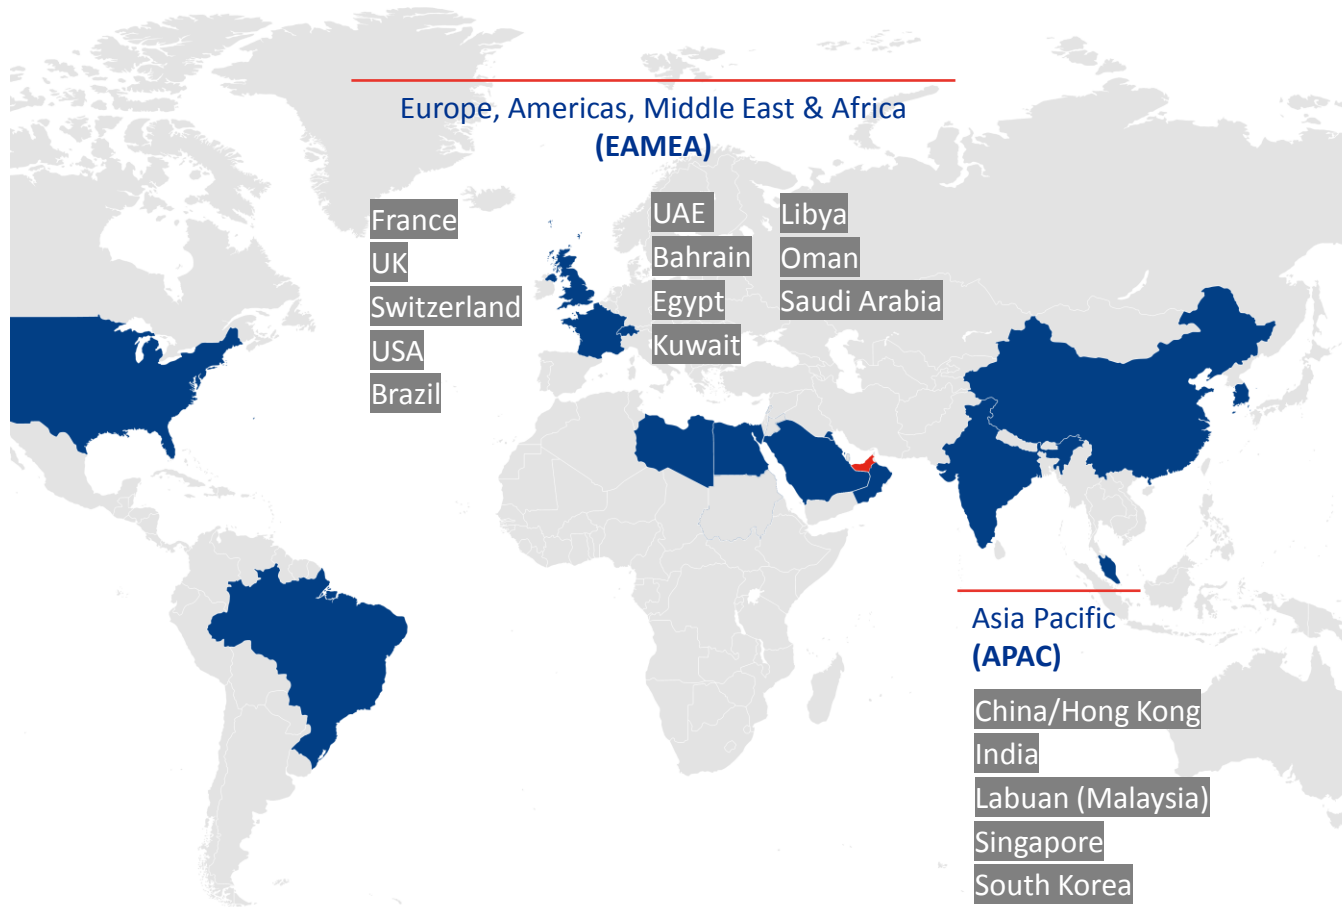 Europe, Americas, Middle East & Africa
(EAMEA)
France
UK
Switzerland
USA
Brazil
UAE
Bahrain
Egypt
Kuwait
Libya
Oman
Saudi Arabia
Asia Pacific
(APAC)
China/Hong Kong
India
Labuan (Malaysia)
Singapore
South Korea